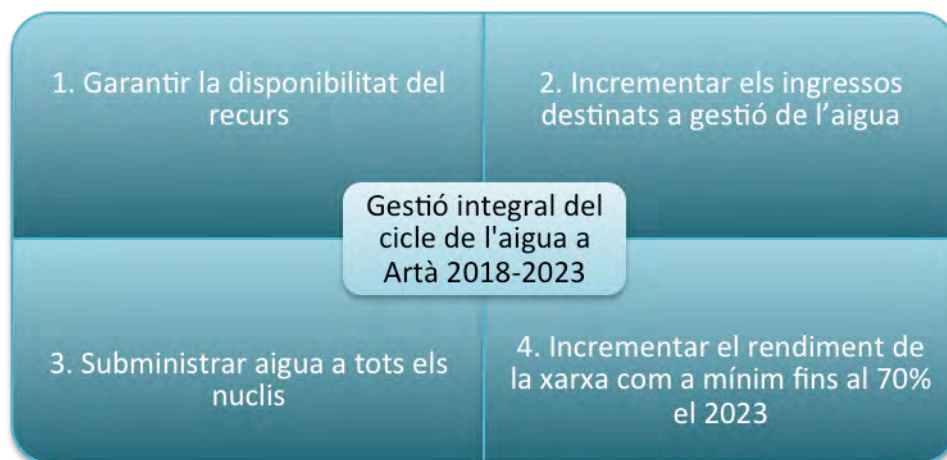 1. Garantir la disponibilitat del
recurs
2. Incrementar els ingressos
destinats a gestió de l’aigua
Gestió integral del
cicle de l'aigua a
Artà 2018-2023
3. Subministrar aigua a tots els
nuclis
4. Incrementar el rendiment de
la xarxa com a mínim fins al 70%
el 2023